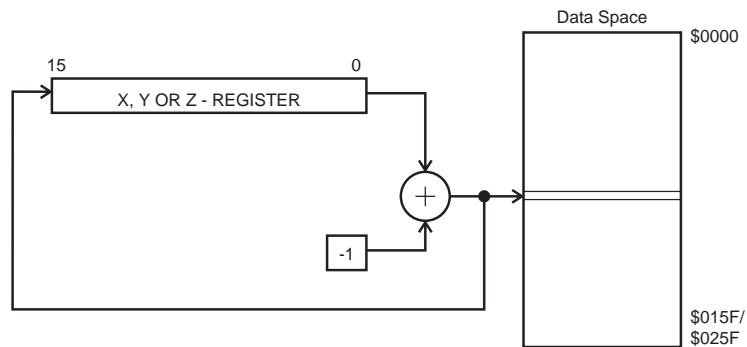 Data Space
$0000
15 0
X, Y OR Z - REGISTER
+
-1
$015F/
$025F